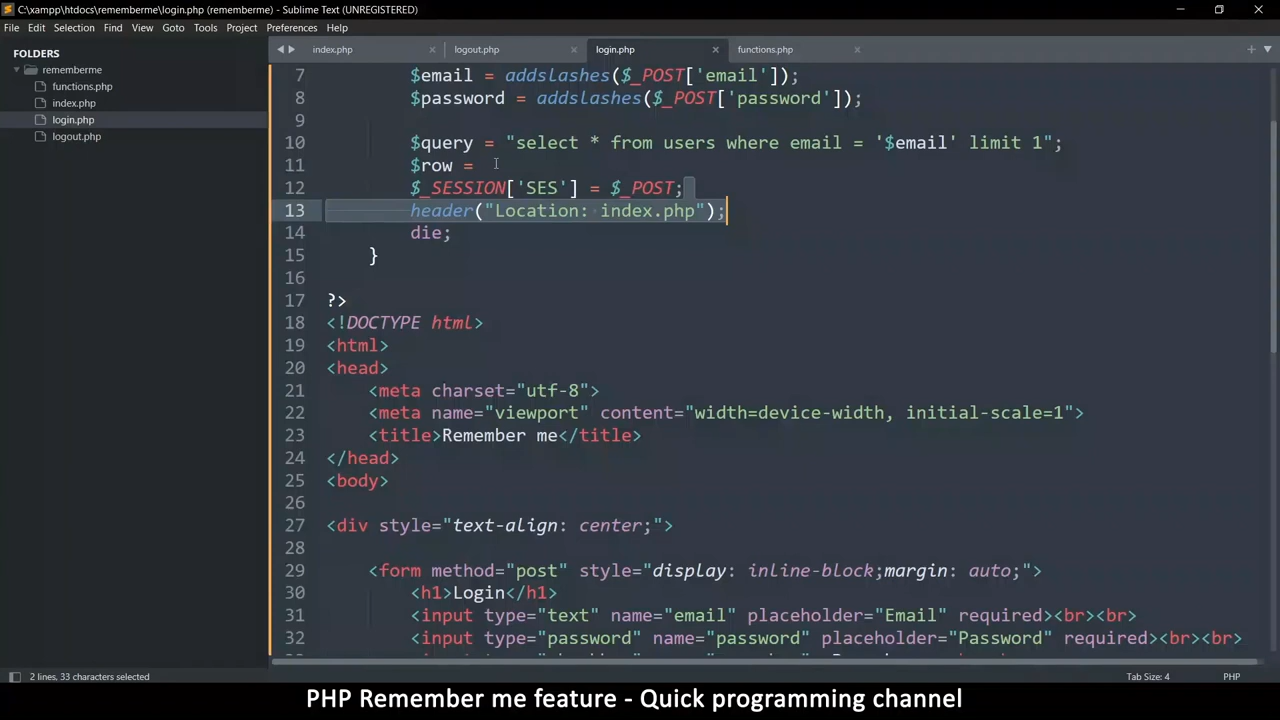 C:\xampp\htdocs\rememberme\login.php (rememberme) - Sublime Text (UNREGISTERED)
File Edit Selection Find View Goto Tools Project Preferences Help
FOLDERS
rememberme
functions.php
index.php
login.php
logout.php
index.php logout.php login.php functions.php
7 $email = addslashes($_POST['email']);
8 $password = addslashes($_POST['password']);
9
10 $query = "select * from users where email = '$email' limit 1";
11 $row =
12 $_SESSION['SES'] = $_POST;
13 header("Location: index.php");
14 die;
15 }
16
17 ?>
18 <!DOCTYPE html>
19 <html>
20 <head>
21 <meta charset="utf-8">
22 <meta name="viewport" content="width=device-width, initial-scale=1">
23 <title>Remember me</title>
24 </head>
25 <body>
26
27 <div style="text-align: center;">
28
29 <form method="post" style="display: inline-block;margin: auto;">
30 <h1>Login</h1>
31 <input type="text" name="email" placeholder="Email" required><br><br>
32 <input type="password" name="password" placeholder="Password" required><br><br>
2 lines, 33 characters selected
Tab Size: 4 PHP
PHP Remember me feature - Quick programming channel